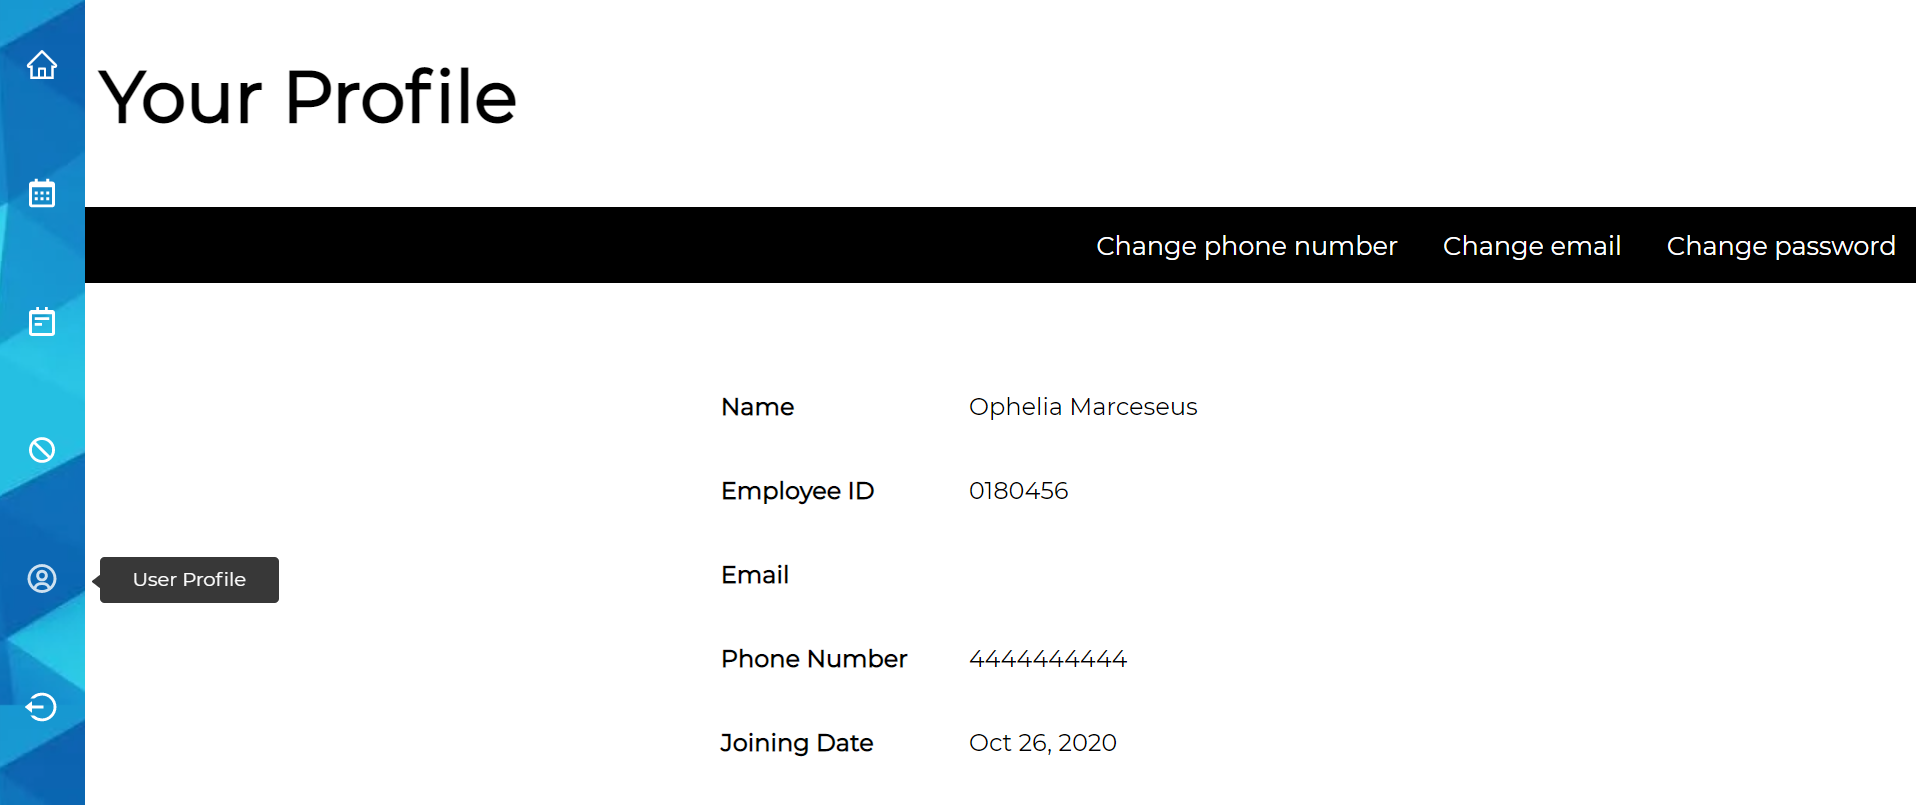 Your Profile
Change phone number Change email Change password
Name Ophelia Marceseus
Employee ID 0180456
Email
User Profile
Phone Number 4444444444
Joining Date Oct 26, 2020